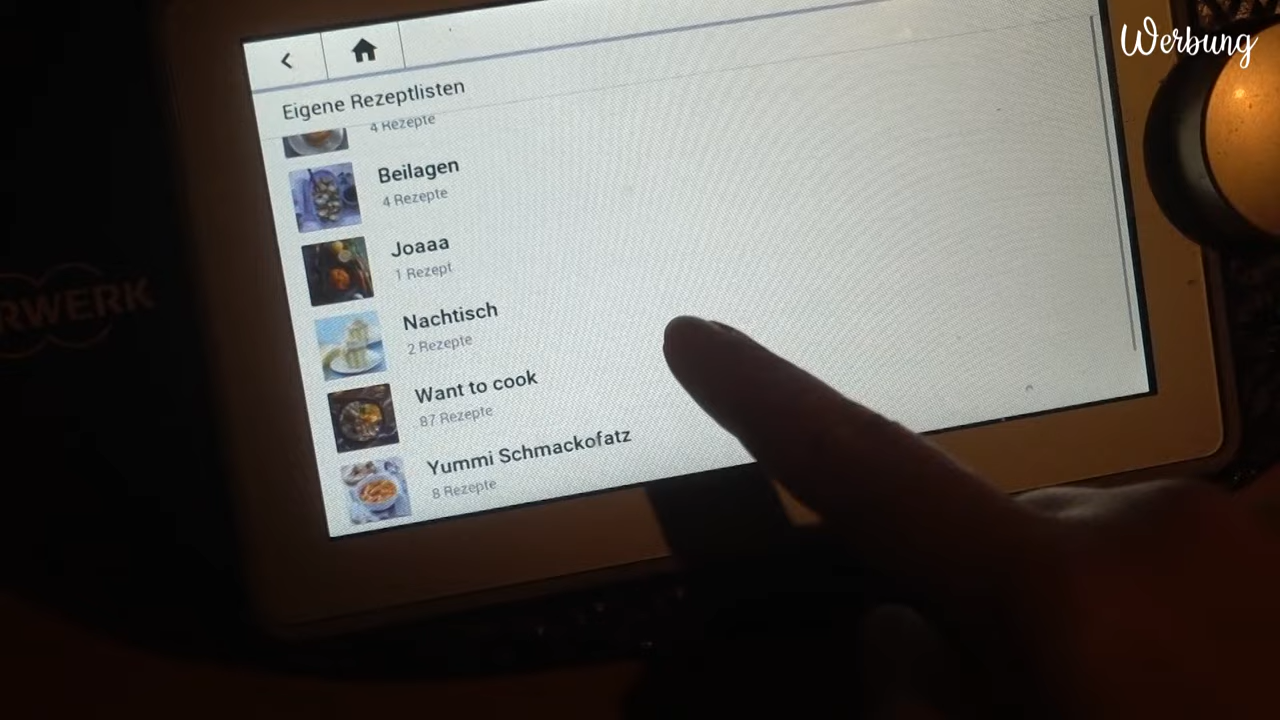 Werbung
Eigene Rezeptlisten
4 Rezepte
Beilagen
4 Rezepte
Joaaa
1 Rezept
Nachtisch
2 Rezepte
Want to cook
87 Rezepte
Yummi Schmackofatz
8 Rezepte
RWERK